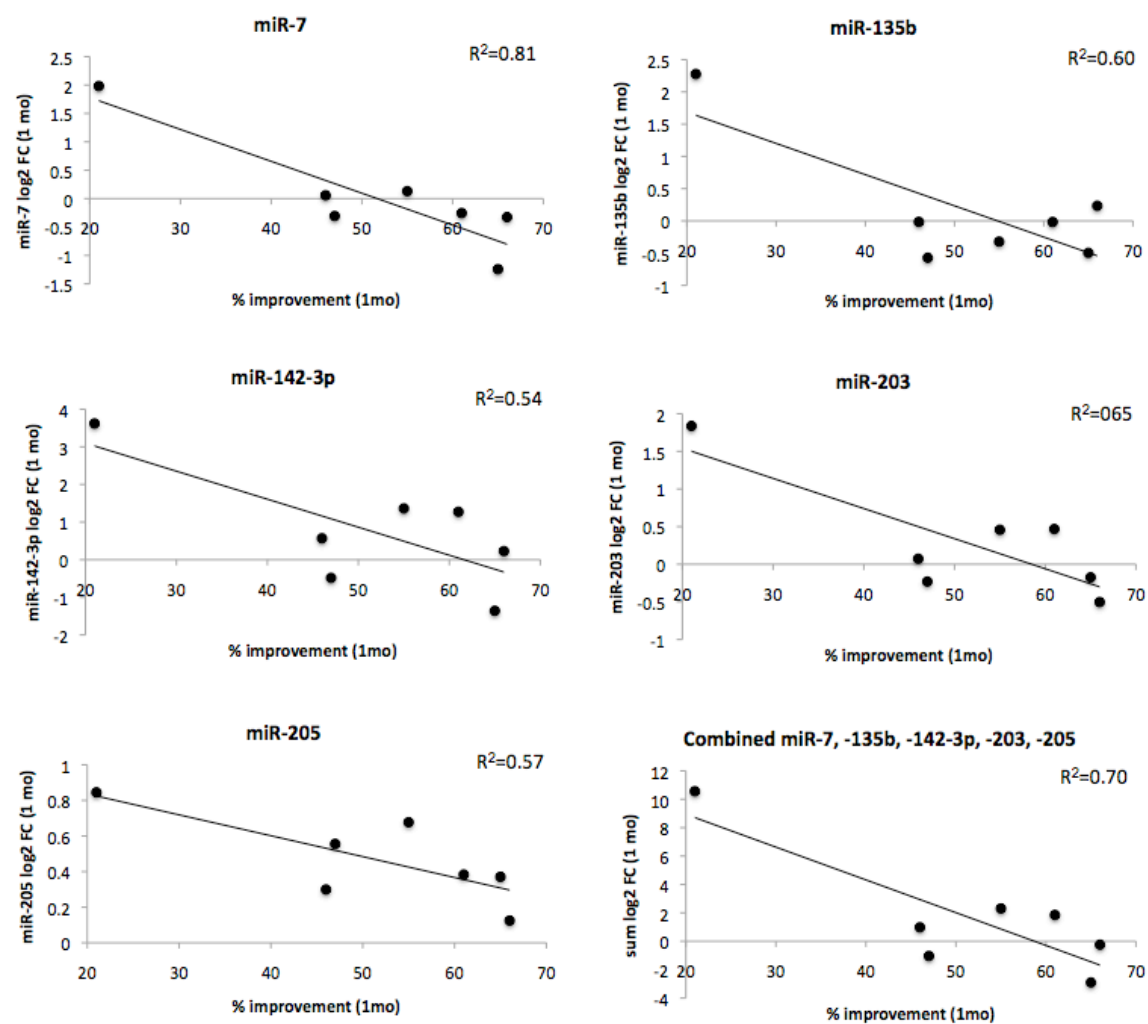 miR-7
R²=0.81
2.5
2
1.5
1
0.5
0
-0.5
-1
-1.5
20 30 40 50 60 70
miR-7 log2 FC (1 mo)
% improvement (1mo)
miR-135b
R²=0.60
2.5
2
1.5
1
0.5
0
-0.5
-1
20 30 40 50 60 70
miR-135b log2 FC (1 mo)
% improvement (1mo)
miR-142-3p
R²=0.54
4
3
2
1
0
-1
-2
20 30 40 50 60 70
miR-142-3p log2 FC (1 mo)
% improvement (1mo)
miR-203
R²=065
2
1.5
1
0.5
0
-0.5
-1
20 30 40 50 60 70
miR-203 log2 FC (1 mo)
% improvement (1mo)
miR-205
R²=0.57
1
0.8
0.6
0.4
0.2
0
20 30 40 50 60 70
miR-205 log2 FC (1 mo)
% improvement (1mo)
Combined miR-7, -135b, -142-3p, -203, -205
R²=0.70
12
10
8
6
4
2
0
-2
-4
20 30 40 50 60 70
sum log2 FC (1 mo)
% improvement (1mo)